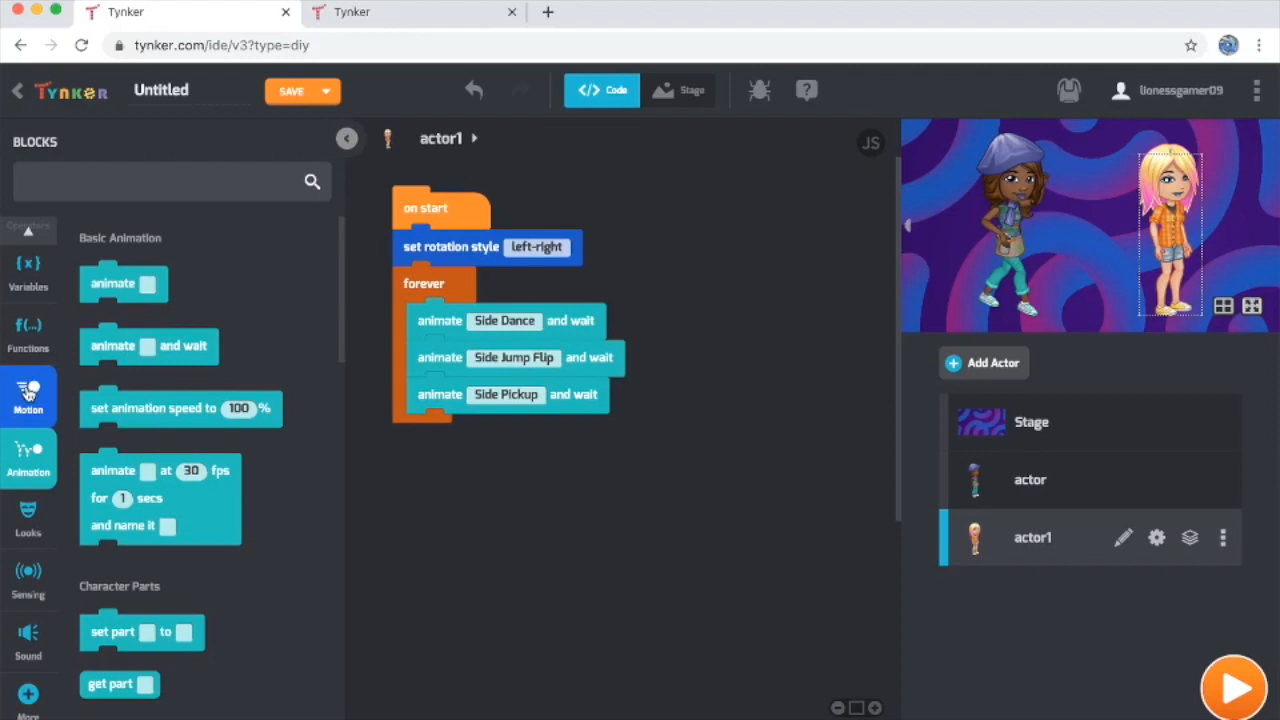 Tynker
Tynker
tynker.com/ide/v3?type=diy
TYNKER
Untitled
SAVE
</> Code
Stage
lionessgamer09
BLOCKS
actor1
JS
Operators
{x}
Variables
f(...)
Functions
Motion
Animation
Looks
Sensing
Sound
More
Basic Animation
animate
animate and wait
set animation speed to 100 %
animate at 30 fps
for 1 secs
and name it
Character Parts
set part to
get part
on start
set rotation style left-right
forever
animate Side Dance and wait
animate Side Jump Flip and wait
animate Side Pickup and wait
Add Actor
Stage
actor
actor1